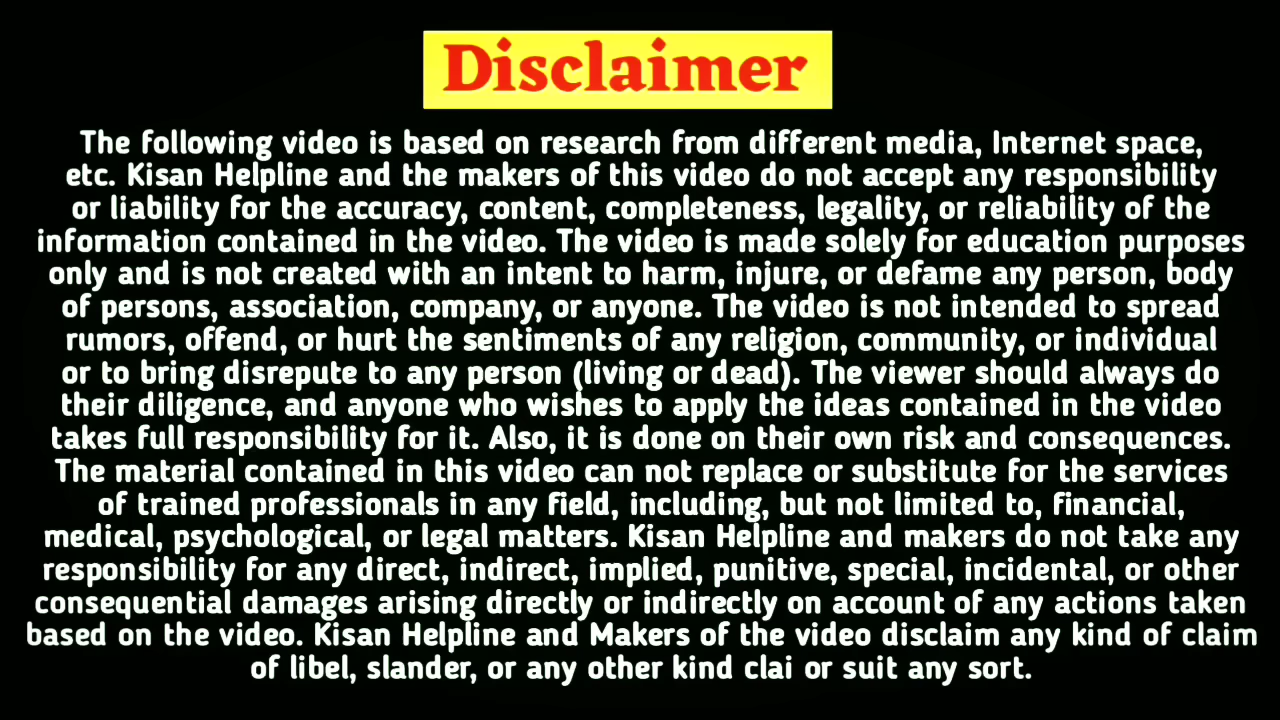 Disclaimer
The following video is based on research from different media, Internet space,
etc. Kisan Helpline and the makers of this video do not accept any responsibility
or liability for the accuracy, content, completeness, legality, or reliability of the
information contained in the video. The video is made solely for education purposes
only and is not created with an intent to harm, injure, or defame any person, body
of persons, association, company, or anyone. The video is not intended to spread
rumors, offend, or hurt the sentiments of any religion, community, or individual
or to bring disrepute to any person (living or dead). The viewer should always do
their diligence, and anyone who wishes to apply the ideas contained in the video
takes full responsibility for it. Also, it is done on their own risk and consequences.
The material contained in this video can not replace or substitute for the services
of trained professionals in any field, including, but not limited to, financial,
medical, psychological, or legal matters. Kisan Helpline and makers do not take any
responsibility for any direct, indirect, implied, punitive, special, incidental, or other
consequential damages arising directly or indirectly on account of any actions taken
based on the video. Kisan Helpline and Makers of the video disclaim any kind of claim
of libel, slander, or any other kind clai or suit any sort.